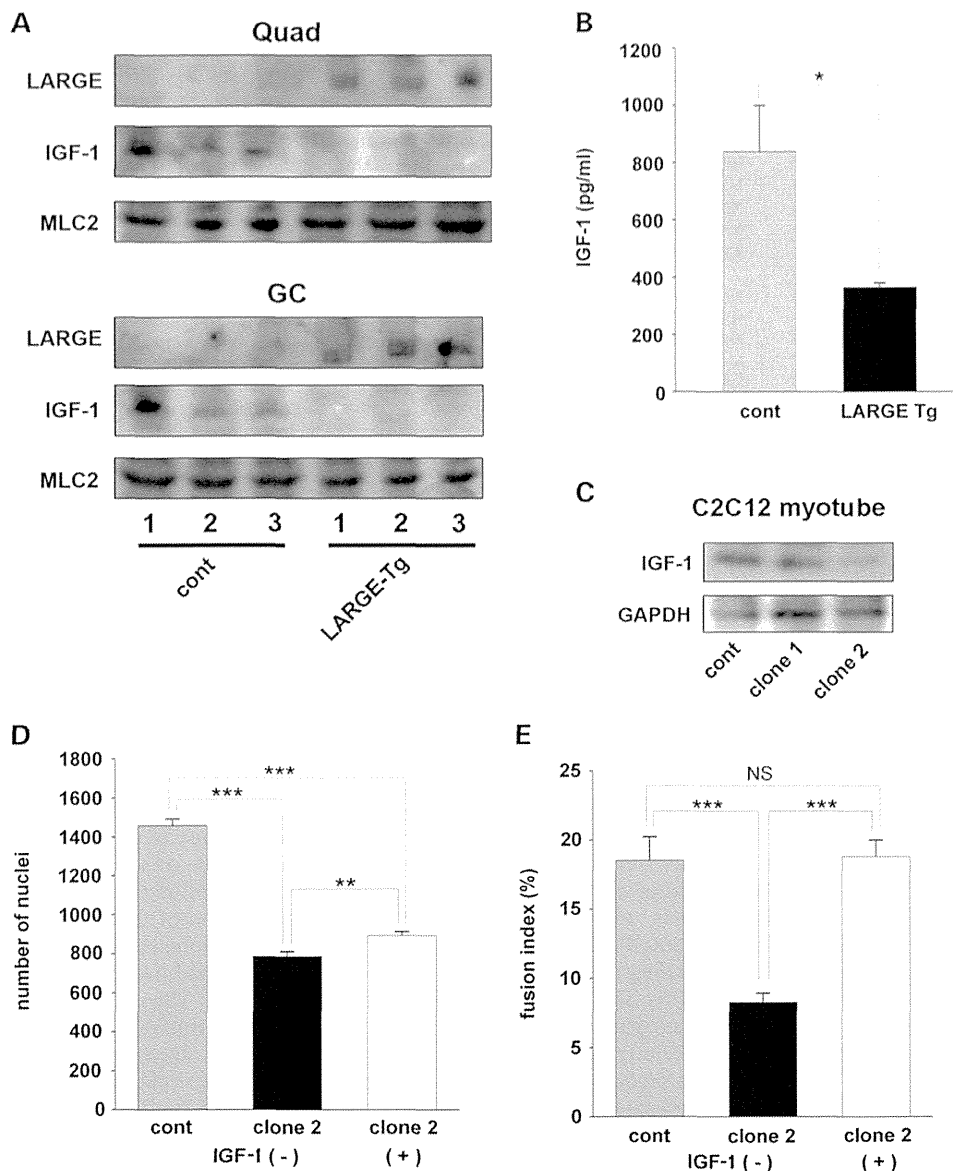 A
Quad
LARGE
IGF-1
MLC2
GC
LARGE
IGF-1
MLC2
1 2 3 1 2 3
cont
LARGE-Tg
B
1200
1000
800
600
400
200
0
IGF-1 (pg/ml)
*
cont LARGE Tg
C
C2C12 myotube
IGF-1
GAPDH
cont clone 1 clone 2
D
1800
1600
1400
1200
1000
800
600
400
200
0
number of nuclei
***
***
**
cont clone 2 clone 2
IGF-1 ( - ) ( + )
E
25
20
15
10
5
0
fusion index (%)
NS
*** ***
cont clone 2 clone 2
IGF-1 ( - ) ( + )